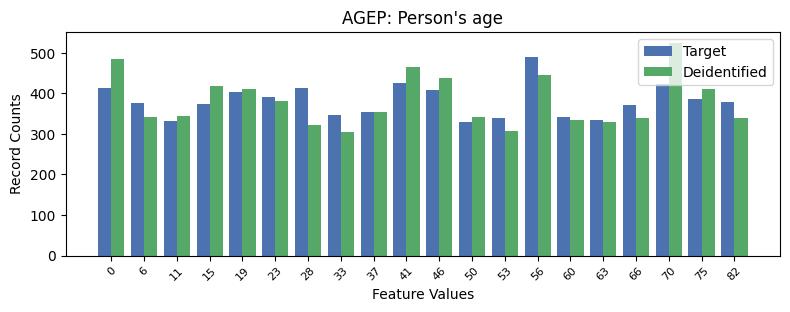 AGEP: Person's age
Record Counts
500
400
300
200
100
0
Target
Deidentified
0 6 11 15 19 23 28 33 37 41 46 50 53 56 60 63 66 70 75 82
Feature Values